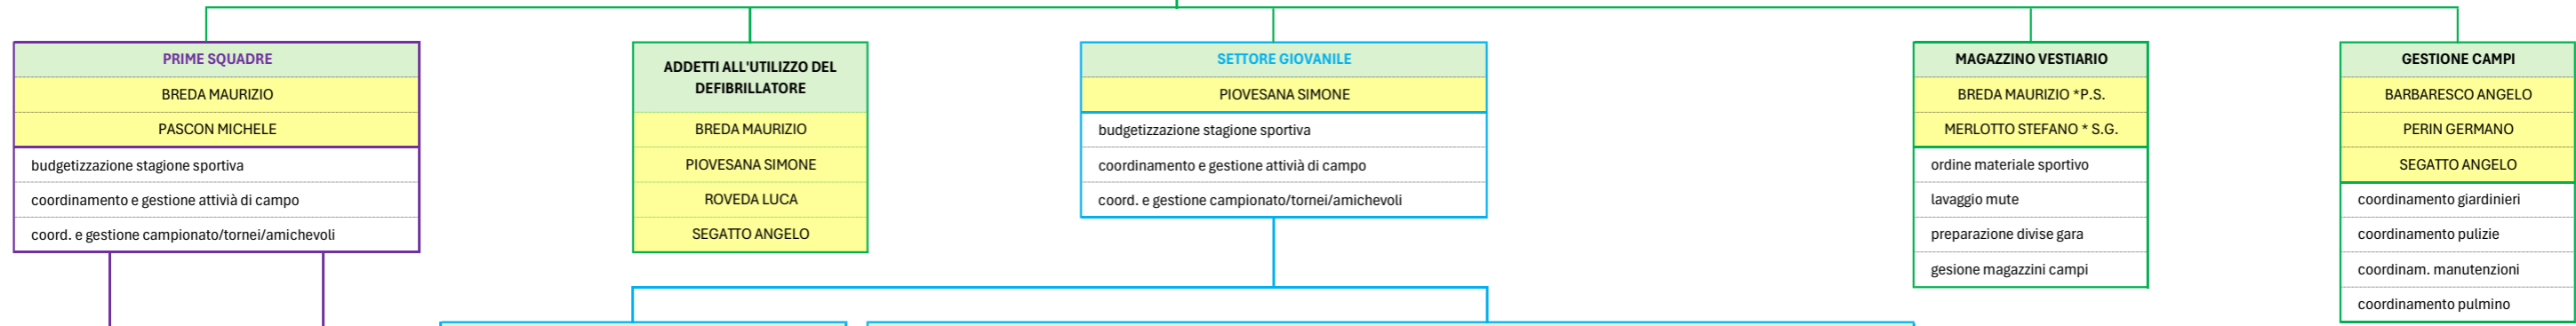 PRIME SQUADRE
BREDA MAURIZIO
PASCON MICHELE
budgetizzazione stagione sportiva
coordinamento e gestione attivià di campo
coord. e gestione campionato/tornei/amichevoli
ADDETTI ALL'UTILIZO DEL
DEFIBRILLATORE
BREDA MAURIZIO
PIOVESANA SIMONE
ROVEDA LUCA
SEGATTO ANGELO
SETTORE GIOVANILE
PIOVESANA SIMONE
budgetizzazione stagione sportiva
coordinamento e gestione attivià di campo
coord. e gestione campionato/tornei/amichevoli
MAGAZZINO VESTIARIO
BREDA MAURIZIO *P.S.
MERLOTTO STEFANO * S.G.
ordine materiale sportivo
lavaggio mute
preparazione divise gara
gesione magazzini campi
GESTIONE CAMPI
BARBARESCO ANGELO
PERIN GERMANO
SEGATTO ANGELO
coordinamento giardinieri
coordinamento pulizie
coordinam. manutenzioni
coordinamento pulmino